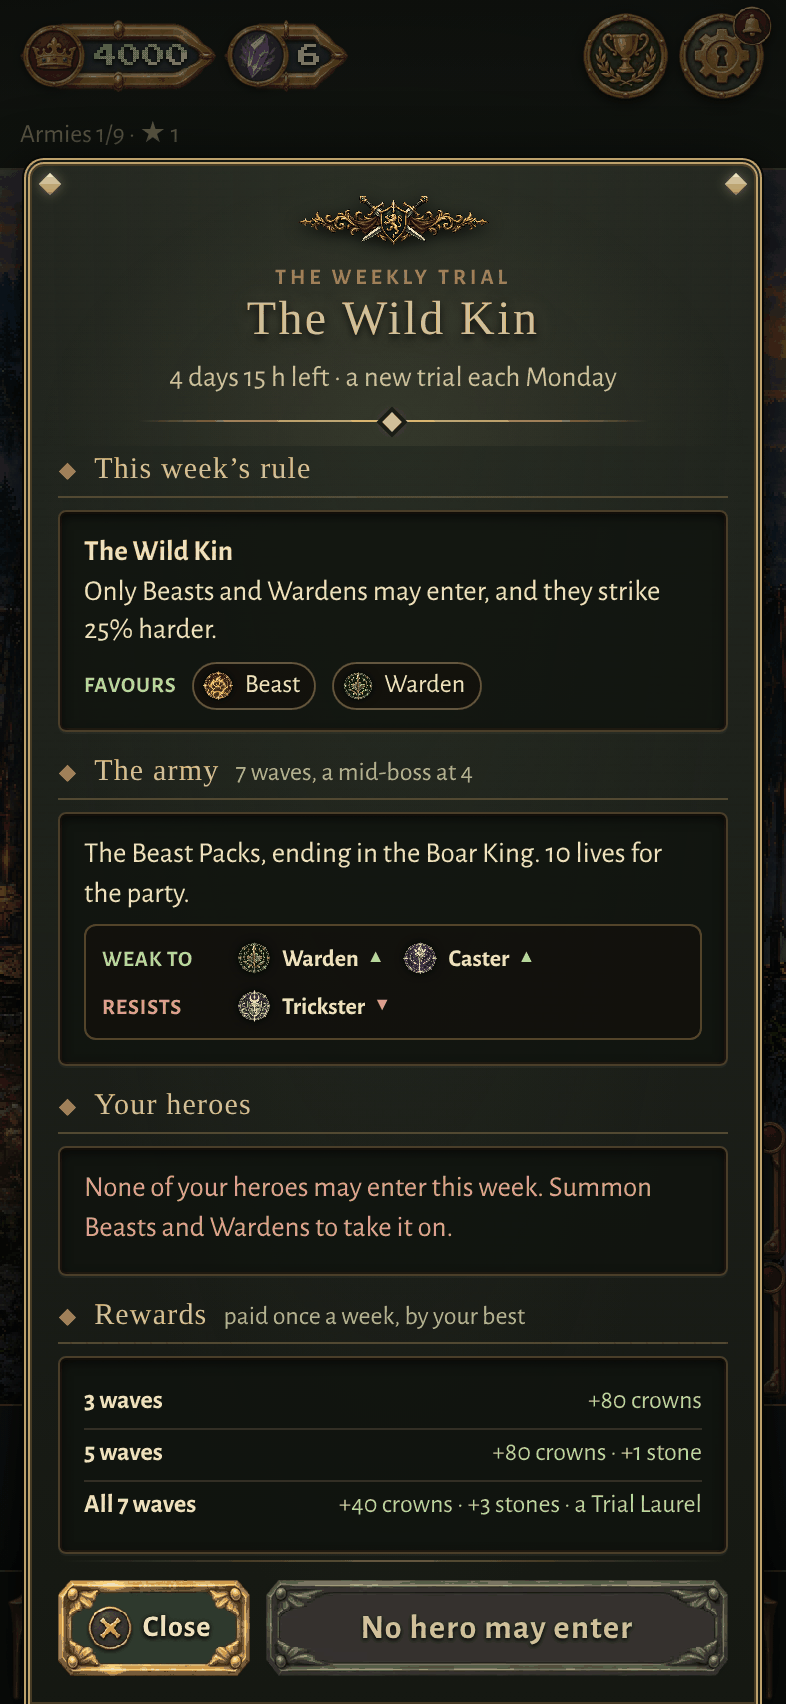 4000
6
Armies 1/9 · ★ 1
THE WEEKLY TRIAL
The Wild Kin
4 days 15 h left · a new trial each Monday
This week’s rule
The Wild Kin
Only Beasts and Wardens may enter, and they strike
25% harder.
FAVOURS Beast Warden
The army 7 waves, a mid-boss at 4
The Beast Packs, ending in the Boar King. 10 lives for
the party.
WEAK TO Warden ▲ Caster ▲
RESISTS Trickster ▼
Your heroes
None of your heroes may enter this week. Summon
Beasts and Wardens to take it on.
Rewards paid once a week, by your best
3 waves +80 crowns
5 waves +80 crowns · +1 stone
All 7 waves +40 crowns · +3 stones · a Trial Laurel
Close No hero may enter